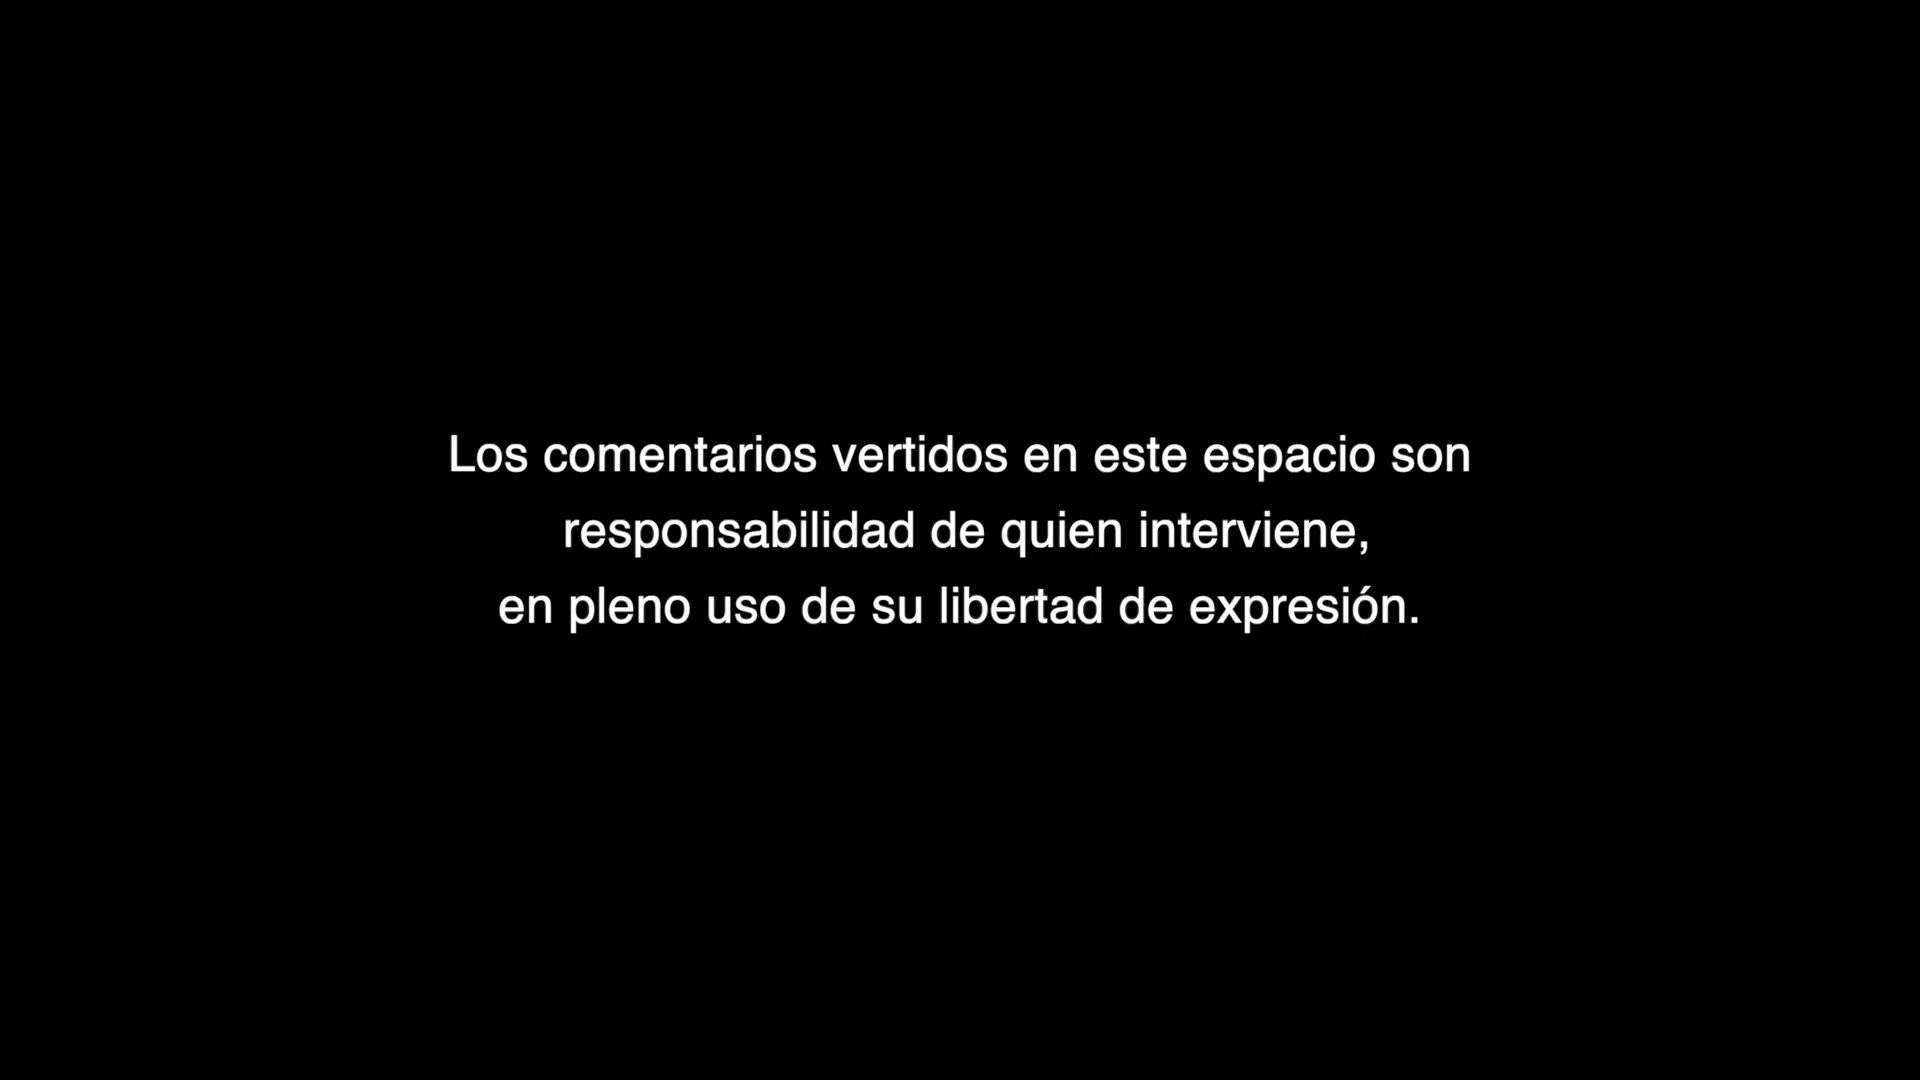 Los comentarios vertidos en este espacio son
responsabilidad de quien interviene,
en pleno uso de su libertad de expresión.